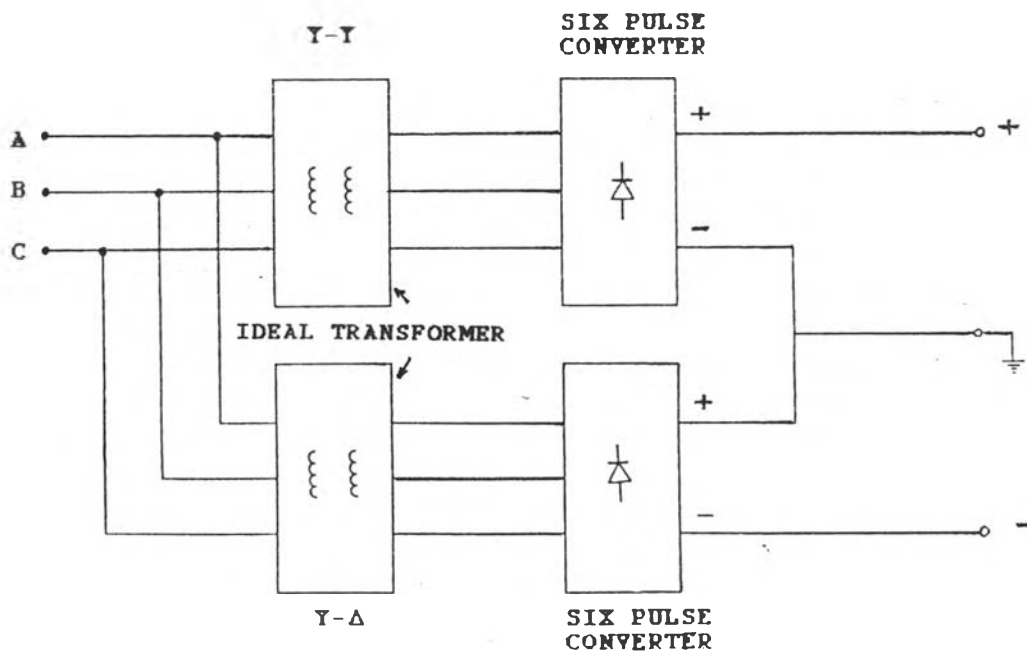 Y-Y
SIX PULSE
CONVERTER
A
B
C
+
+
-
IDEAL TRANSFORMER
+
-
-
Y-Δ
SIX PULSE
CONVERTER